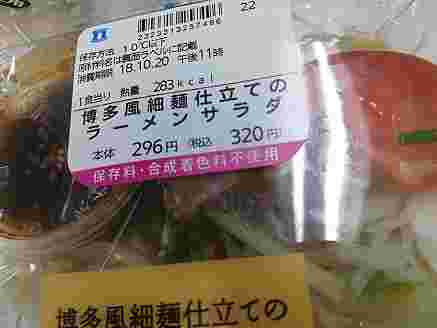 22
2222213257496
保存方法 10℃以下
原材料名は裏面ラベルに記載
消費期限 18.10.20 午後11時
1食当り 熱量 283kcal
博多風細麺仕立ての
ラーメンサラダ
本体 296円 (税込) 320円
保存料・合成着色料不使用
博多風細麺仕立ての